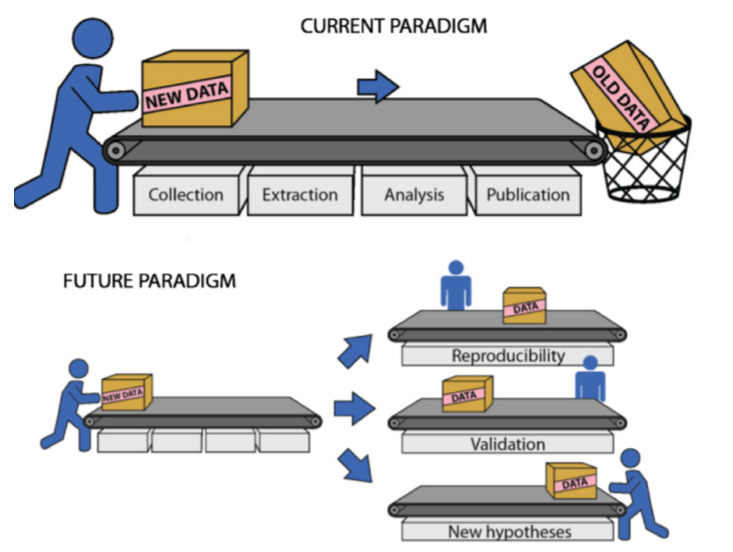 CURRENT PARADIGM
NEW DATA
OLD DATA
Collection
Extraction
Analysis
Publication
FUTURE PARADIGM
NEW DATA
DATA
Reproducibility
DATA
Validation
DATA
New hypotheses